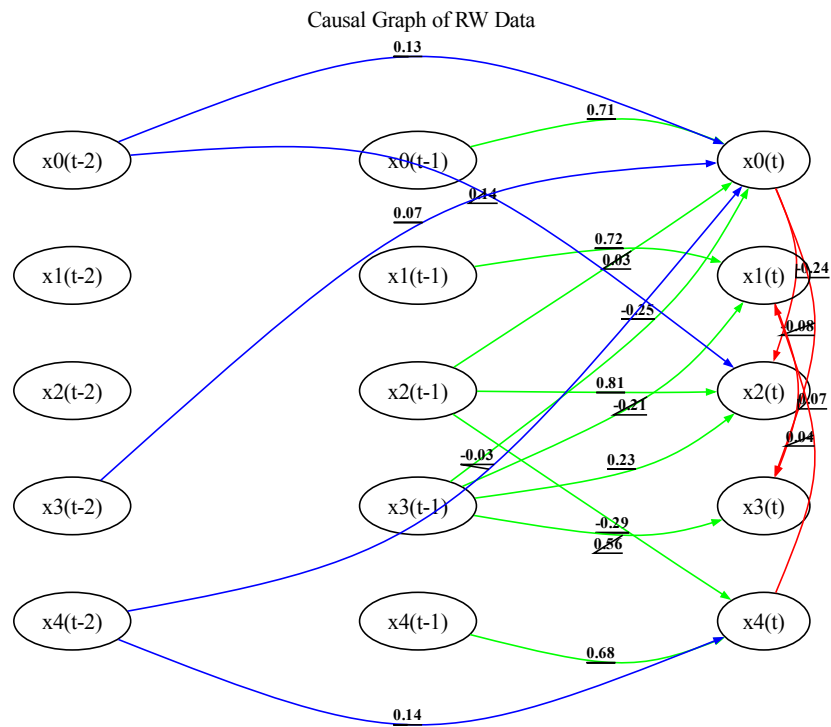 Causal Graph of RW Data
0.13
0.71
x0(t-2)
x0(t-1)
x0(t)
0.14
0.07
0.72
0.03
x1(t-2)
x1(t-1)
x1(t)
-0.24
-0.25
-0.08
x2(t-2)
x2(t-1)
x2(t)
0.81
-0.21
0.07
0.04
-0.03
0.23
x3(t-2)
x3(t-1)
x3(t)
-0.29
0.56
x4(t-2)
x4(t-1)
x4(t)
0.68
0.14